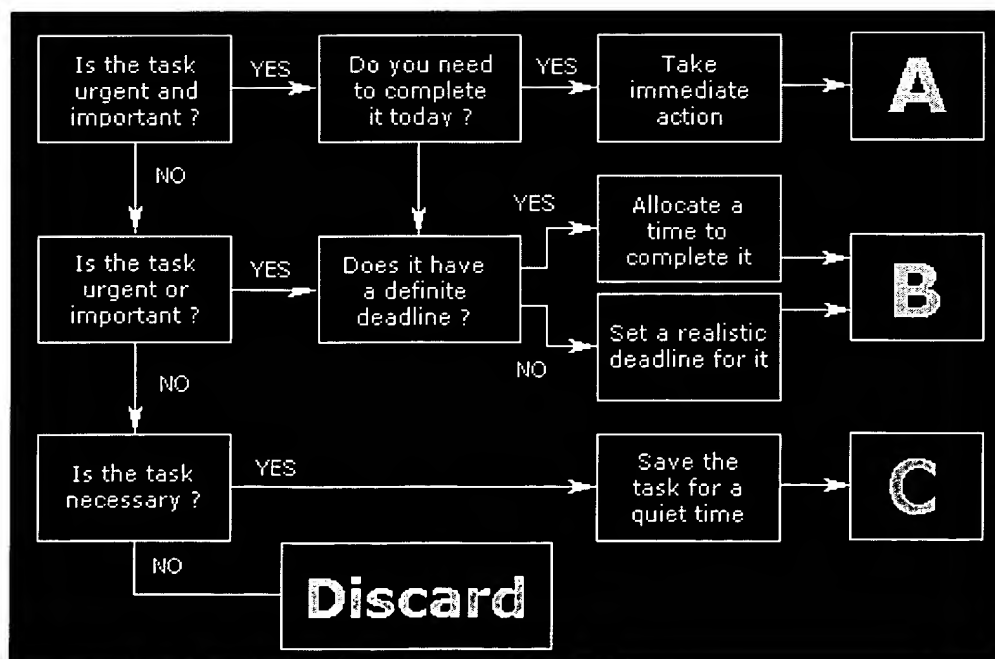 Is the task
urgent and
important ?
YES
Do you need
to complete
it today ?
YES
Take
immediate
action
A
NO
Is the task
urgent or
important ?
YES
Does it have
a definite
deadline ?
YES
Allocate a
time to
complete it
NO
Set a realistic
deadline for it
B
NO
Is the task
necessary ?
YES
Save the
task for a
quiet time
C
NO
Discard